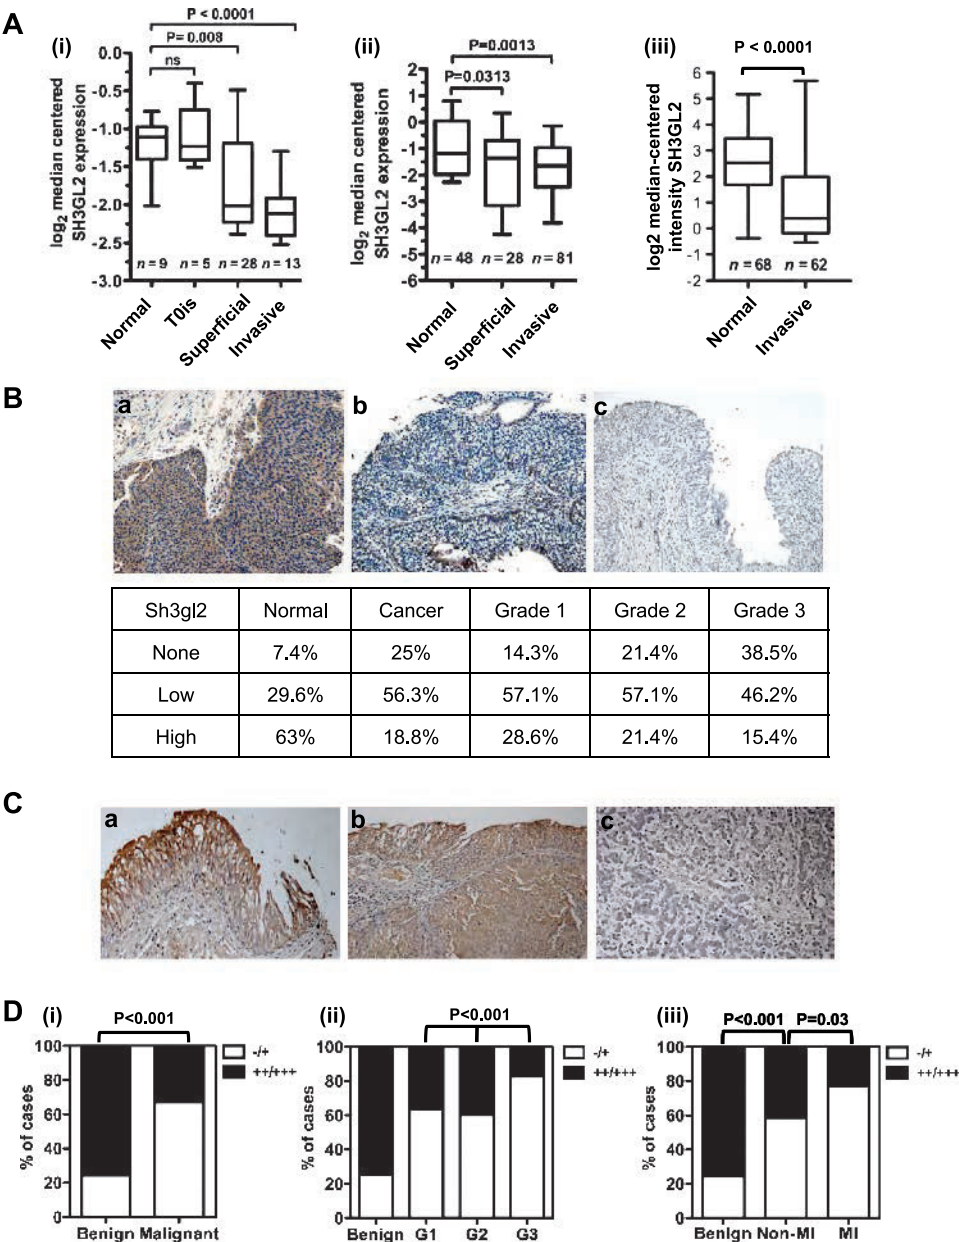 A
(i)
P < 0.0001
P= 0.008
ns
log2 median centered
SH3GL2 expression
0.0
-0.5
-1.0
-1.5
-2.0
-2.5
-3.0
n = 9 n = 5 n = 28 n = 13
Normal T0is Superficial Invasive
(ii)
P=0.0013
P=0.0313
log2 median centered
SH3GL2 expression
2
1
0
-1
-2
-3
-4
-5
-6
n = 48 n = 28 n = 81
Normal Superficial Invasive
(iii)
P < 0.0001
log2 median-centered
intensity SH3GL2
6
5
4
3
2
1
0
-1
-2
n = 68 n = 62
Normal Invasive
B
a b c
Sh3gl2 Normal Cancer Grade 1 Grade 2 Grade 3
None 7.4% 25% 14.3% 21.4% 38.5%
Low 29.6% 56.3% 57.1% 57.1% 46.2%
High 63% 18.8% 28.6% 21.4% 15.4%
C
a b c
D
(i)
P<0.001
% of cases
100
80
60
40
20
0
-/+
++/+++
Benign Malignant
(ii)
P<0.001
% of cases
100
80
60
40
20
0
-/+
++/+++
Benign G1 G2 G3
(iii)
P<0.001 P=0.03
% of cases
100
80
60
40
20
0
-/+
++/+++
Benign Non-MI MI